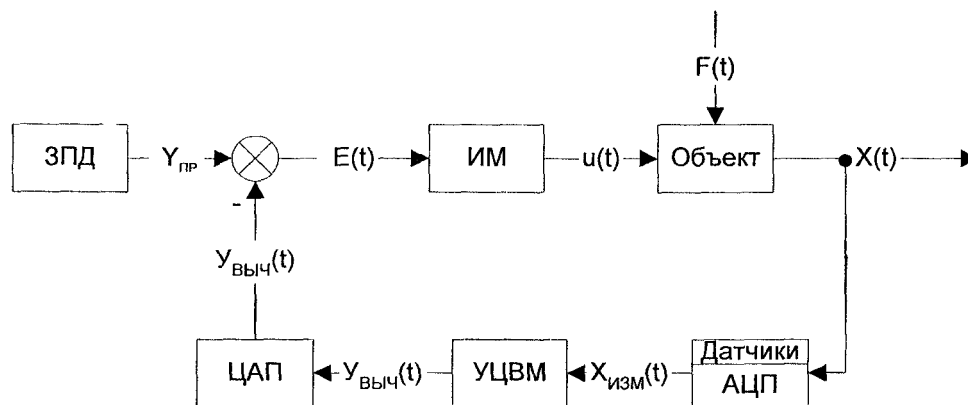 F(t)
ЗПД Yпр E(t) ИМ u(t) Объект X(t)
-
УВЫЧ(t)
Датчики
ЦАП УВЫЧ(t) УЦВМ XИЗМ(t) АЦП